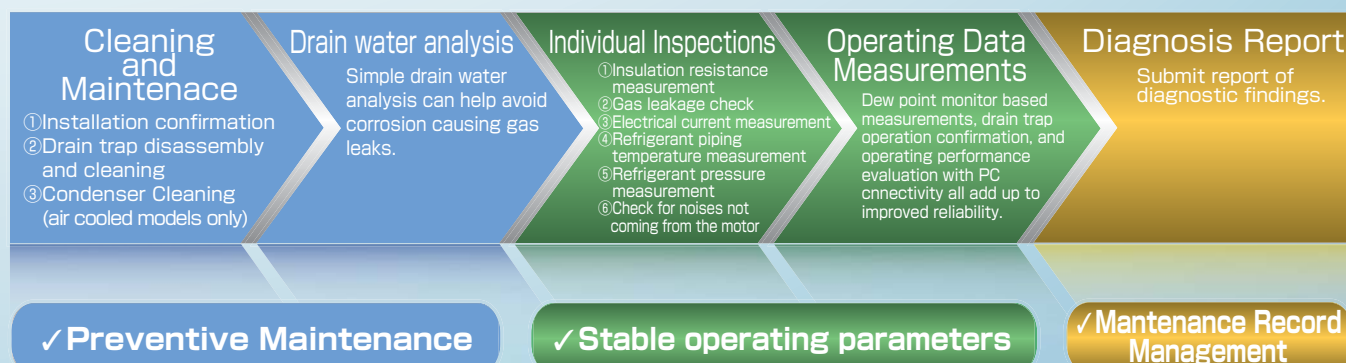 Cleaning
and
Maintenace
①Installation confirmation
②Drain trap disassembly
and cleaning
③Condenser Cleaning
(air cooled models only)
Drain water analysis
Simple drain water
analysis can help avoid
corrosion causing gas
leaks.
Individual Inspections
①Insulation resistance
measurement
②Gas leakage check
③Electrical current measurement
④Refrigerant piping
temperature measurement
⑤Refrigerant pressure
measurement
⑥Check for noises not
coming from the motor
Operating Data
Measurements
Dew point monitor based
measurements, drain trap
operation confirmation, and
operating performance
evaluation with PC
cnnectivity all add up to
improved reliability.
Diagnosis Report
Submit report of
diagnostic findings.
✓Preventive Maintenance
✓Stable operating parameters
✓Mantenance Record
Management